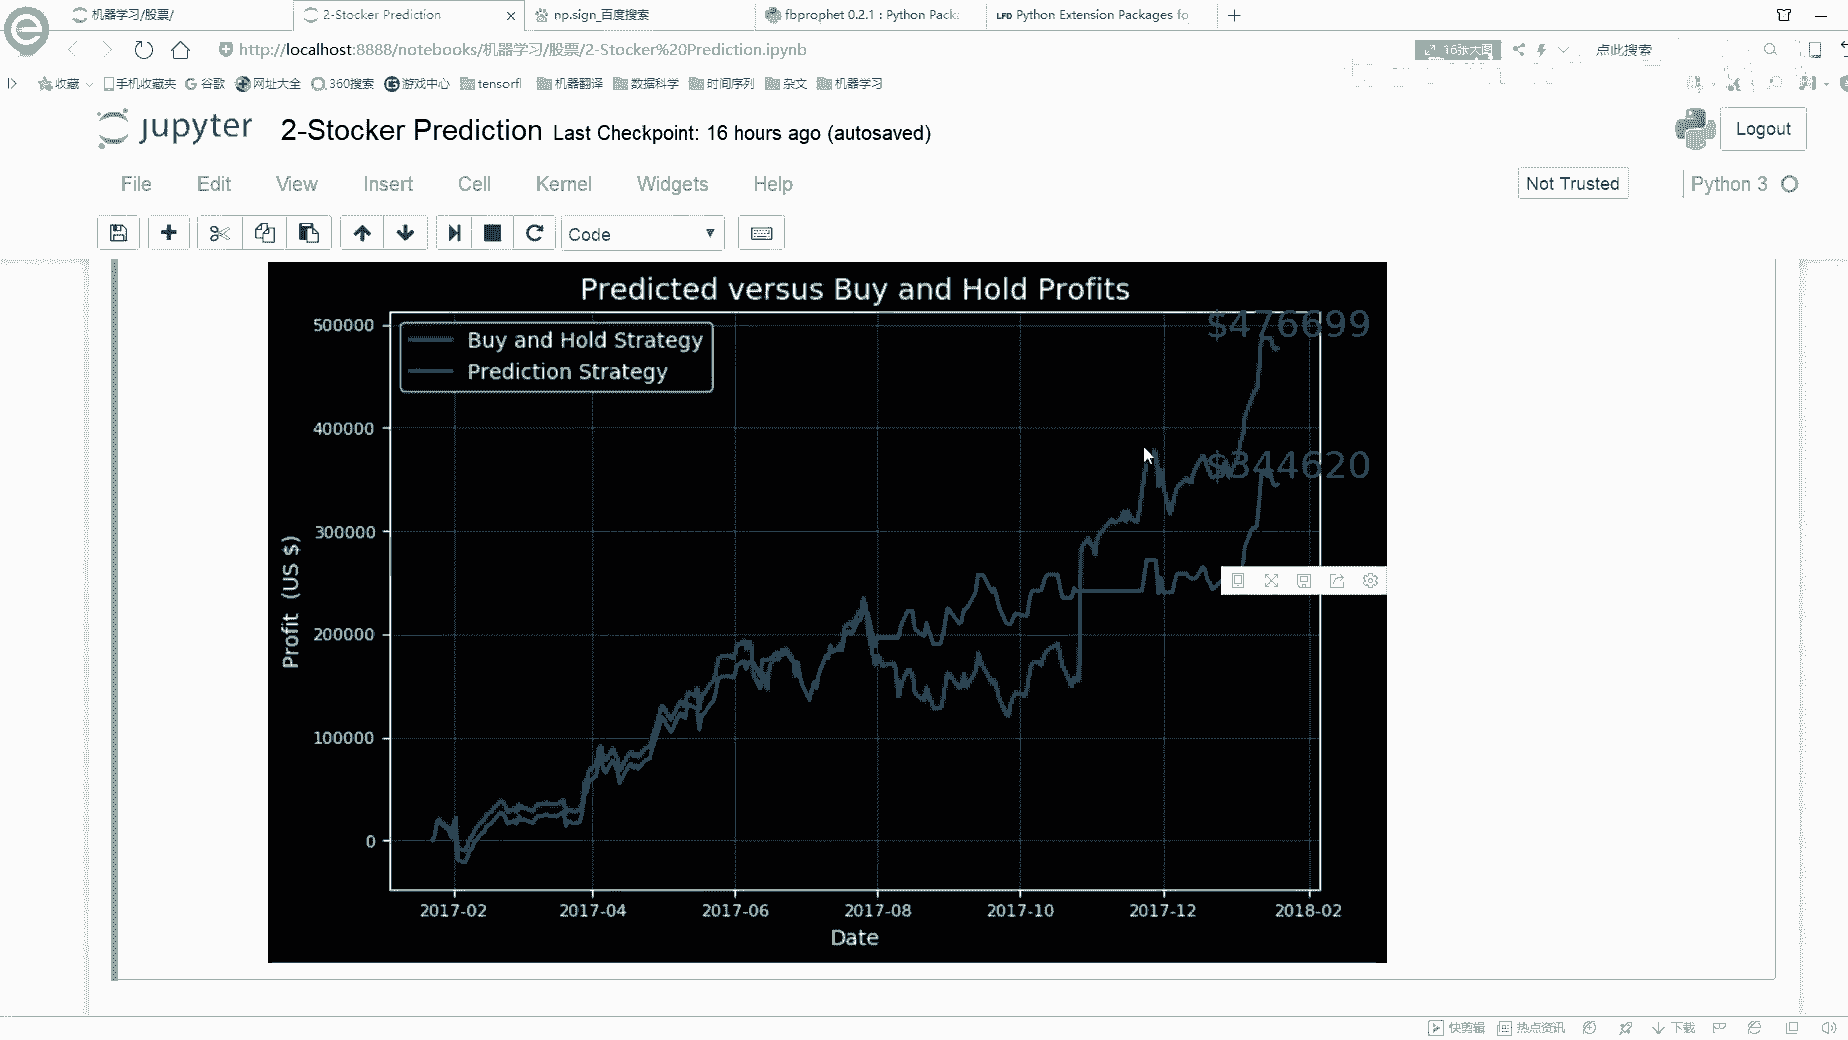 机器学习/股票/
2-Stocker Prediction
np.sign_百度搜索
fbprophet 0.2.1 : Python Pack
LFD Python Extension Packages fo
http://localhost:8888/notebooks/机器学习/股票/2-Stocker%20Prediction.ipynb
16张大图
点此搜索
收藏 手机收藏夹 谷歌 网址大全 360搜索 游戏中心 tensorfl 机器翻译 数据科学 时间序列 杂文 机器学习
jupyter 2-Stocker Prediction Last Checkpoint: 16 hours ago (autosaved)
Logout
File Edit View Insert Cell Kernel Widgets Help
Not Trusted
Python 3
Code
Predicted versus Buy and Hold Profits
Buy and Hold Strategy
Prediction Strategy
$476699
$344620
500000
400000
300000
200000
100000
0
Profit (US $)
2017-02 2017-04 2017-06 2017-08 2017-10 2017-12 2018-02
Date
快剪辑 热点资讯 下载